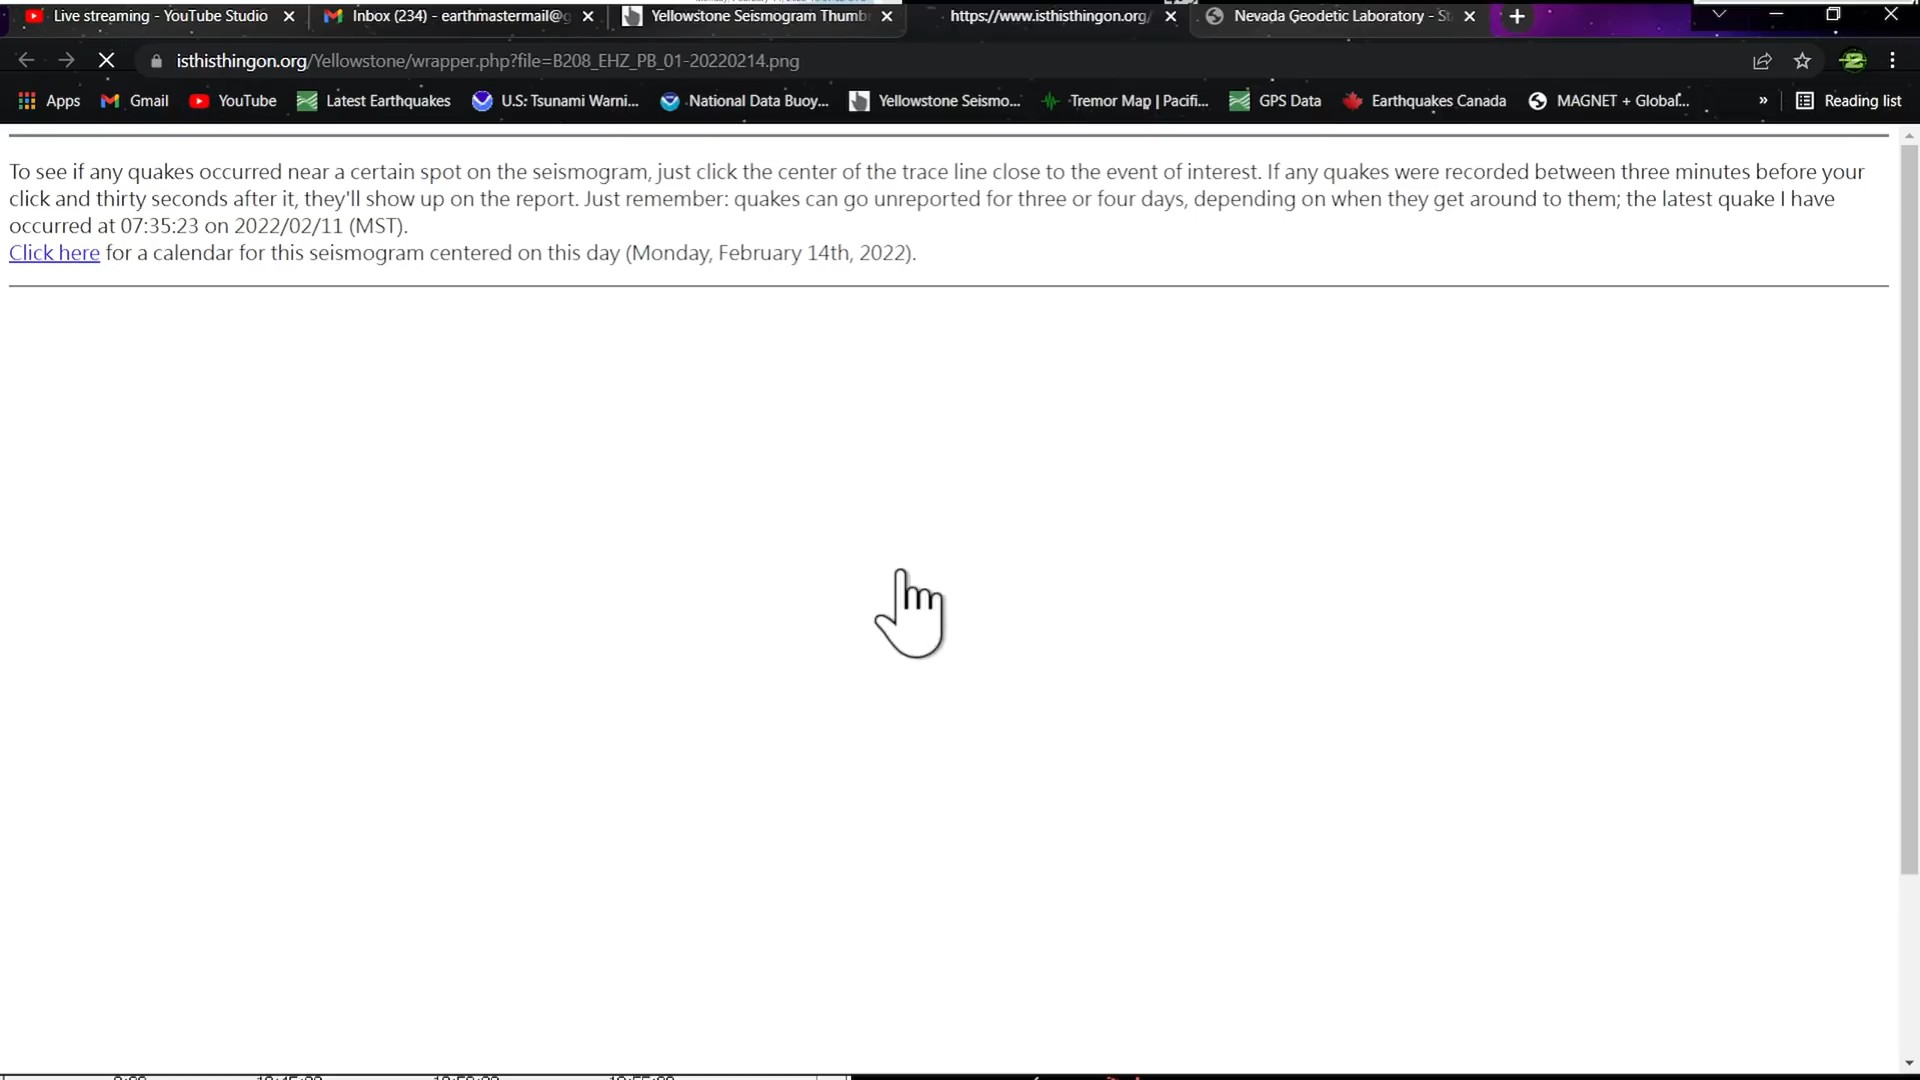 Live streaming - YouTube Studio
Inbox (234) - earthmastermail@g
Yellowstone Seismogram Thumb
https://www.isthisthingon.org/
Nevada Geodetic Laboratory - St
isthisthingon.org/Yellowstone/wrapper.php?file=B208_EHZ_PB_01-20220214.png
Apps
Gmail
YouTube
Latest Earthquakes
U.S. Tsunami Warni...
National Data Buoy...
Yellowstone Seismo...
Tremor Map | Pacifi...
GPS Data
Earthquakes Canada
MAGNET + Global...
»
Reading list
To see if any quakes occurred near a certain spot on the seismogram, just click the center of the trace line close to the event of interest. If any quakes were recorded between three minutes before your
click and thirty seconds after it, they'll show up on the report. Just remember: quakes can go unreported for three or four days, depending on when they get around to them; the latest quake I have
occurred at 07:35:23 on 2022/02/11 (MST).
Click here for a calendar for this seismogram centered on this day (Monday, February 14th, 2022).